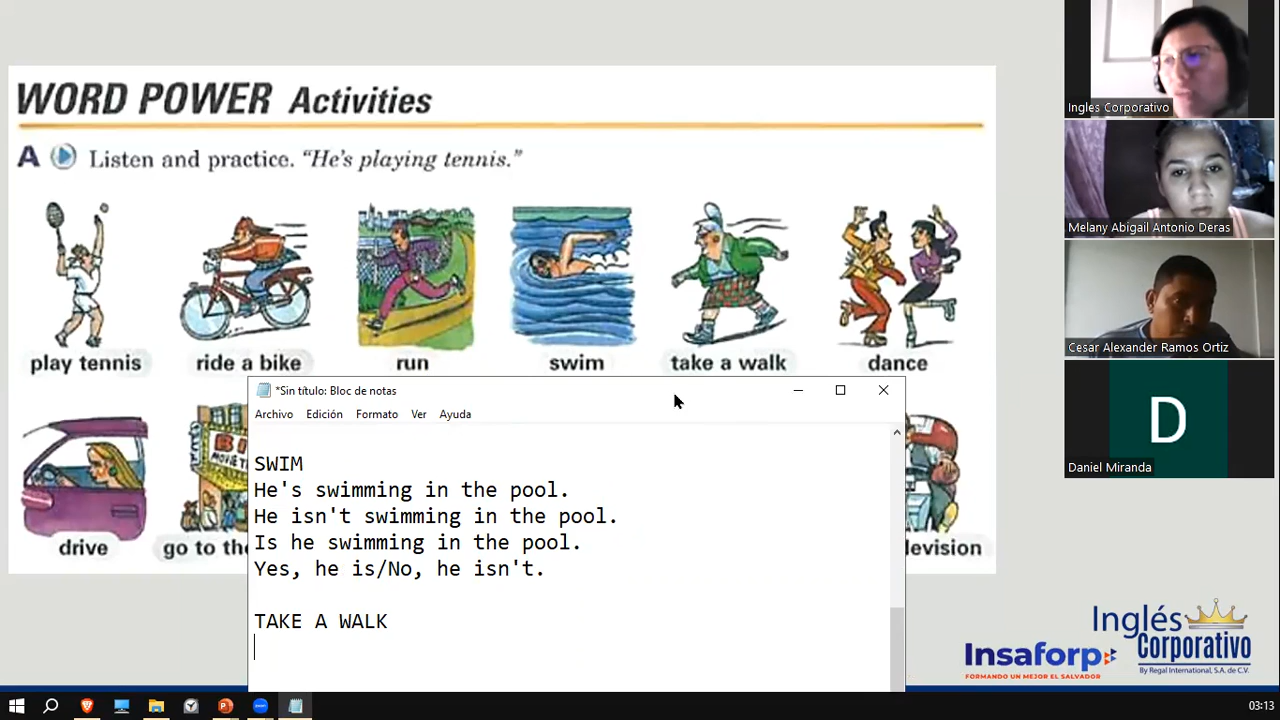 WORD POWER Activities
A Listen and practice. "He's playing tennis."
play tennis
ride a bike
run
swim
take a walk
dance
drive
go to the
levision
*Sin título: Bloc de notas
Archivo Edición Formato Ver Ayuda
SWIM
He's swimming in the pool.
He isn't swimming in the pool.
Is he swimming in the pool.
Yes, he is/No, he isn't.
TAKE A WALK
Ingles Corporativo
Melany Abigail Antonio Deras
Cesar Alexander Ramos Ortiz
D
Daniel Miranda
Insaforp
FORMANDO UN MEJOR EL SALVADOR
Inglés
Corporativo
By Regal International, S.A. de C.V.
03:13